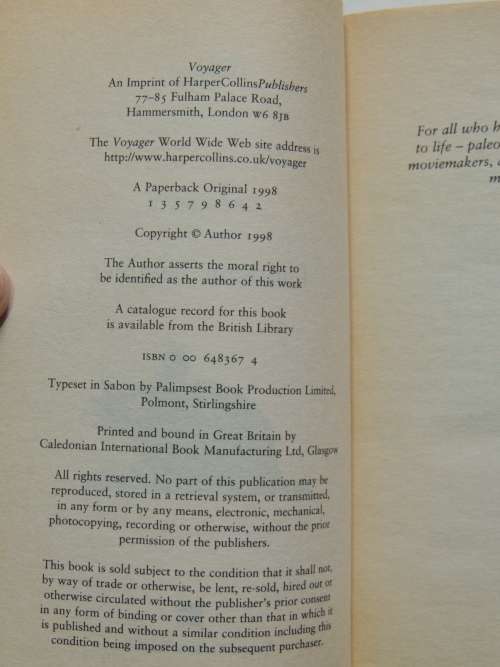 Voyager
An Imprint of HarperCollinsPublishers
77–85 Fulham Palace Road,
Hammersmith, London W6 8JB
The Voyager World Wide Web site address is
http://www.harpercollins.co.uk/voyager
A Paperback Original 1998
1 3 5 7 9 8 6 4 2
Copyright © Author 1998
The Author asserts the moral right to
be identified as the author of this work
A catalogue record for this book
is available from the British Library
ISBN 0 00 648367 4
Typeset in Sabon by Palimpsest Book Production Limited,
Polmont, Stirlingshire
Printed and bound in Great Britain by
Caledonian International Book Manufacturing Ltd, Glasgow
All rights reserved. No part of this publication may be
reproduced, stored in a retrieval system, or transmitted,
in any form or by any means, electronic, mechanical,
photocopying, recording or otherwise, without the prior
permission of the publishers.
This book is sold subject to the condition that it shall not,
by way of trade or otherwise, be lent, re-sold, hired out or
otherwise circulated without the publisher's prior consent
in any form of binding or cover other than that in which it
is published and without a similar condition including this
condition being imposed on the subsequent purchaser.
For all who
to life –
moviemakers,